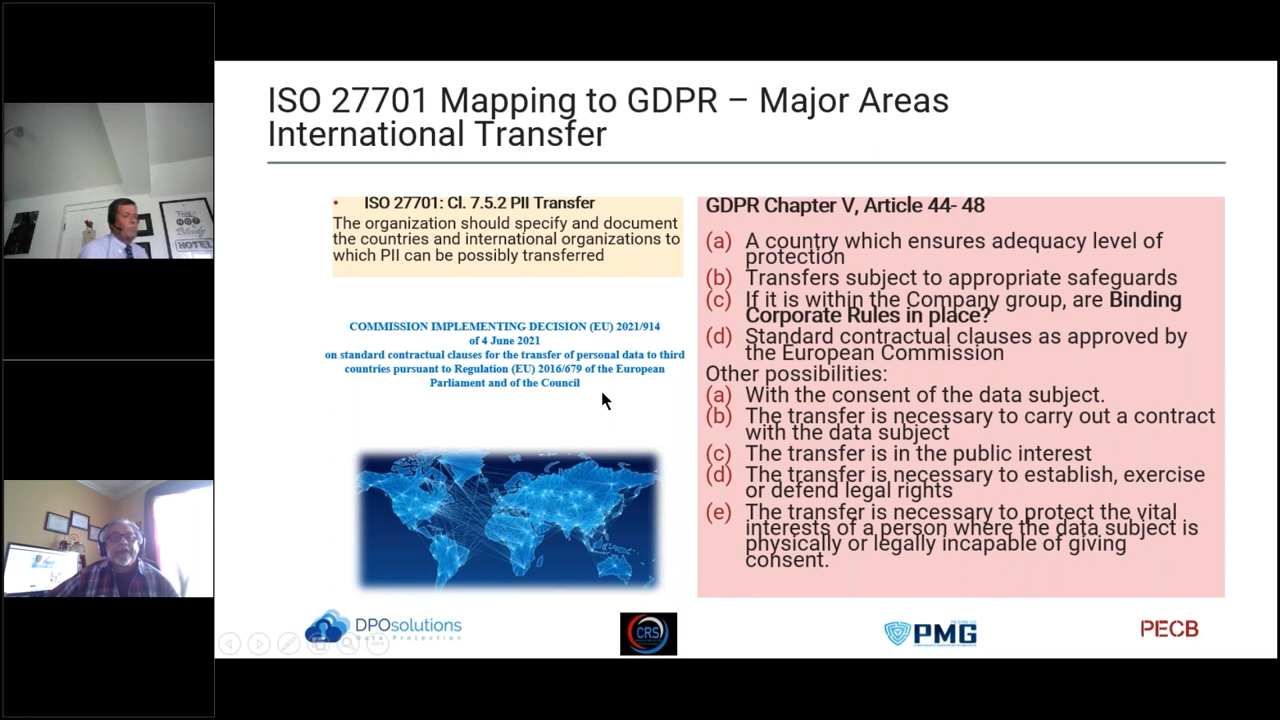 ISO 27701 Mapping to GDPR – Major Areas
International Transfer
• ISO 27701: Cl. 7.5.2 PII Transfer
The organization should specify and document
the countries and international organizations to
which PII can be possibly transferred
COMMISSION IMPLEMENTING DECISION (EU) 2021/914
of 4 June 2021
on standard contractual clauses for the transfer of personal data to third
countries pursuant to Regulation (EU) 2016/679 of the European
Parliament and of the Council
GDPR Chapter V, Article 44- 48
(a) A country which ensures adequacy level of
protection
(b) Transfers subject to appropriate safeguards
(c) If it is within the Company group, are Binding
Corporate Rules in place?
(d) Standard contractual clauses as approved by
the European Commission
Other possibilities:
(a) With the consent of the data subject.
(b) The transfer is necessary to carry out a contract
with the data subject
(c) The transfer is in the public interest
(d) The transfer is necessary to establish, exercise
or defend legal rights
(e) The transfer is necessary to protect the vital
interests of a person where the data subject is
physically or legally incapable of giving
consent.
DPOsolutions
Data Protection
CRS
PMG
PECB
HOTEL